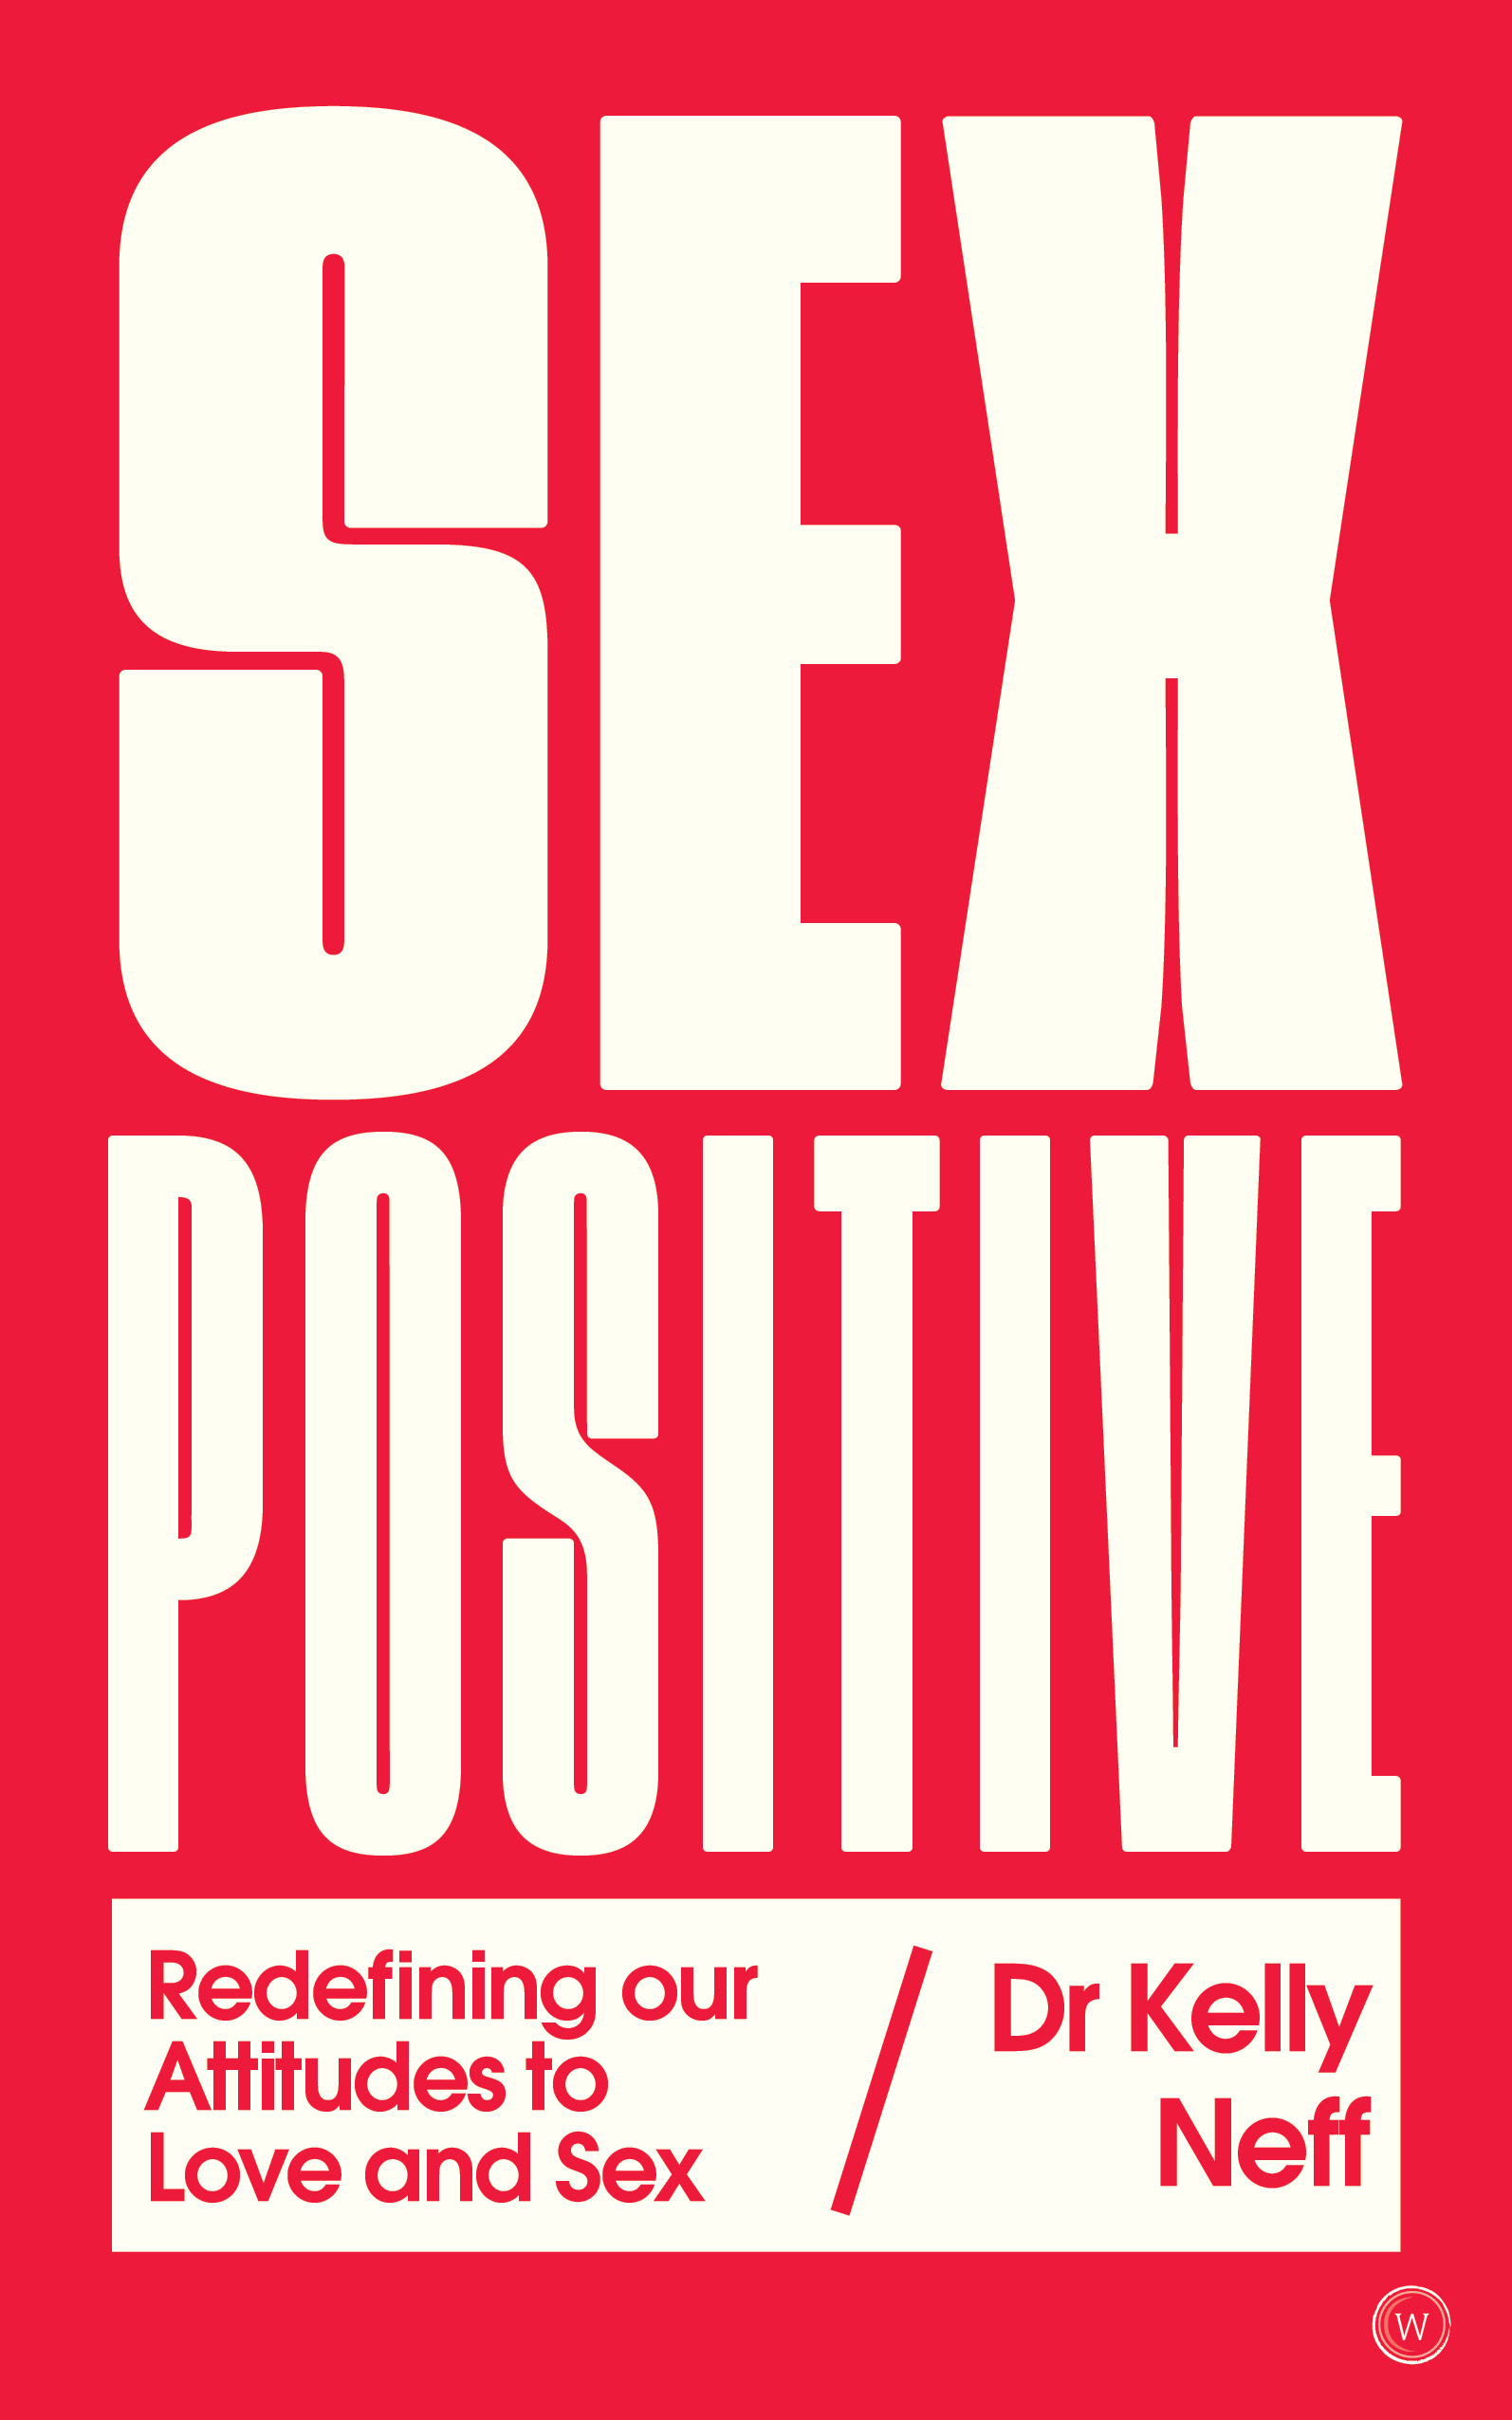 SEX
POSITIVE
Redefining our
Attitudes to
Love and Sex
/
Dr Kelly
Neff
W